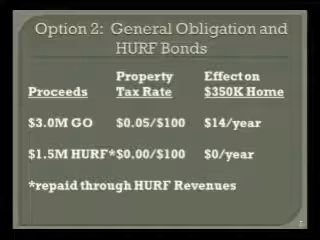 Option 2: General Obligation and
HURF Bonds
Property Effect on
Proceeds Tax Rate $350K Home
$3.0M GO $0.05/$100 $14/year
$1.5M HURF* $0.00/$100 $0/year
*repaid through HURF Revenues